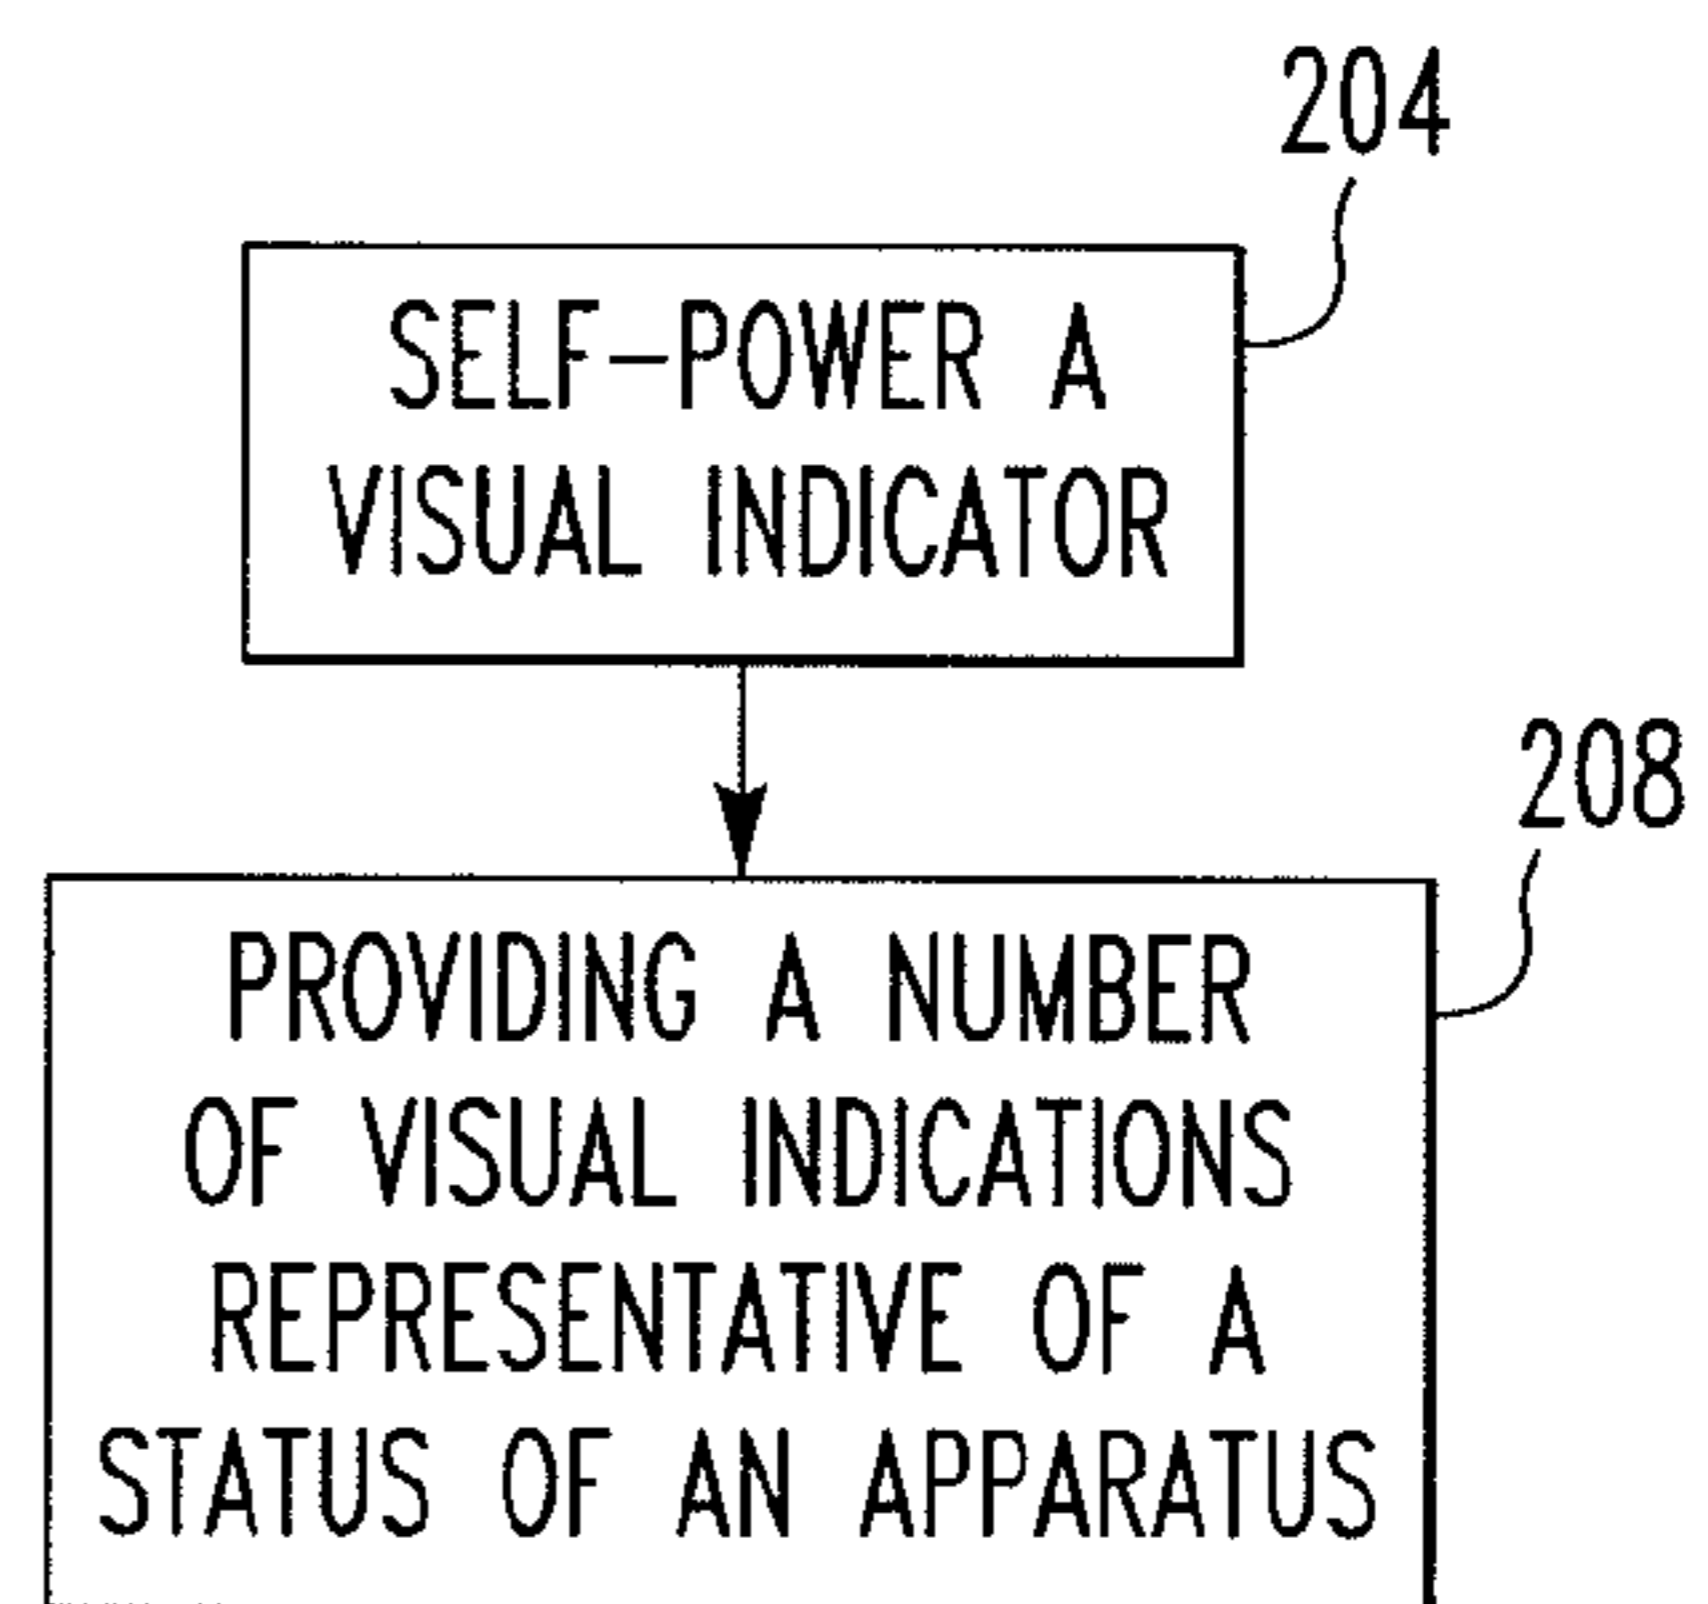 204
SELF-POWER A
VISUAL INDICATOR
208
PROVIDING A NUMBER
OF VISUAL INDICATIONS
REPRESENTATIVE OF A
STATUS OF AN APPARATUS